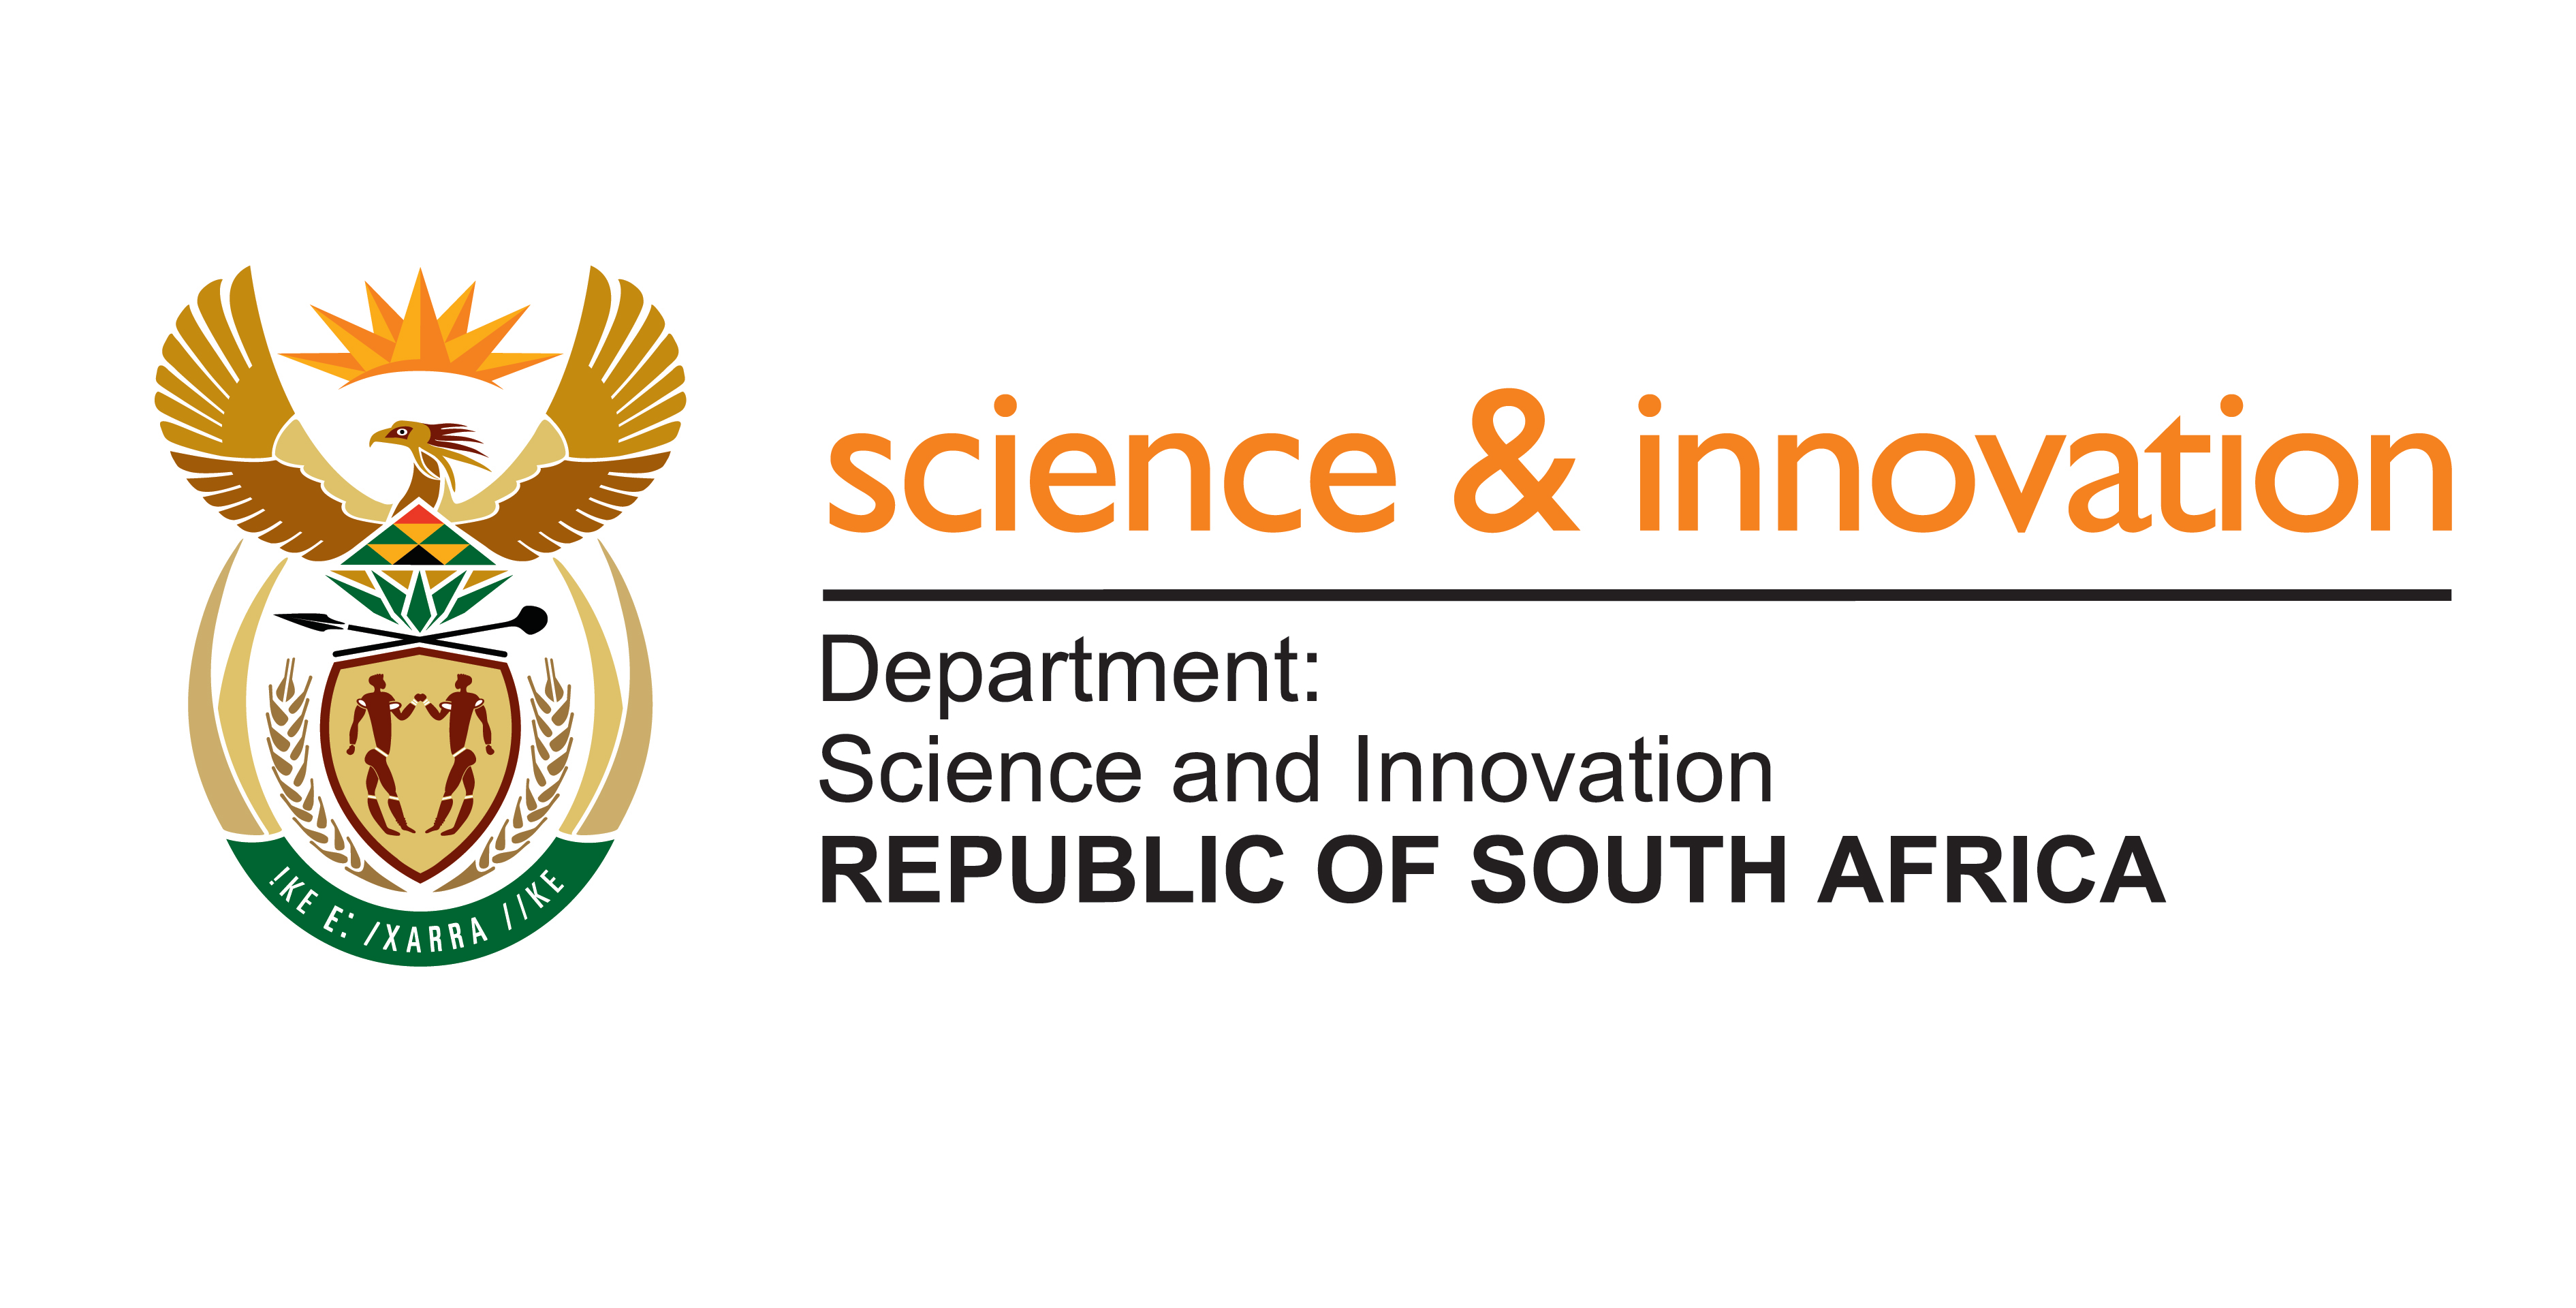 !KE E: /XARRA //KE
science & innovation
Department:
Science and Innovation
REPUBLIC OF SOUTH AFRICA